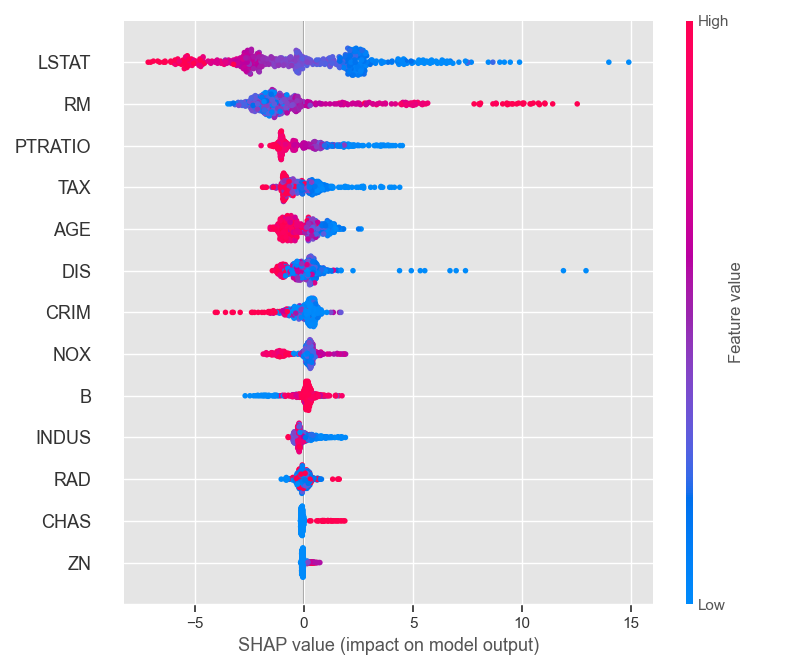 High
LSTAT
RM
PTRATIO
TAX
AGE
DIS
CRIM
NOX
B
INDUS
RAD
CHAS
ZN
Feature value
Low
−5 0 5 10 15
SHAP value (impact on model output)